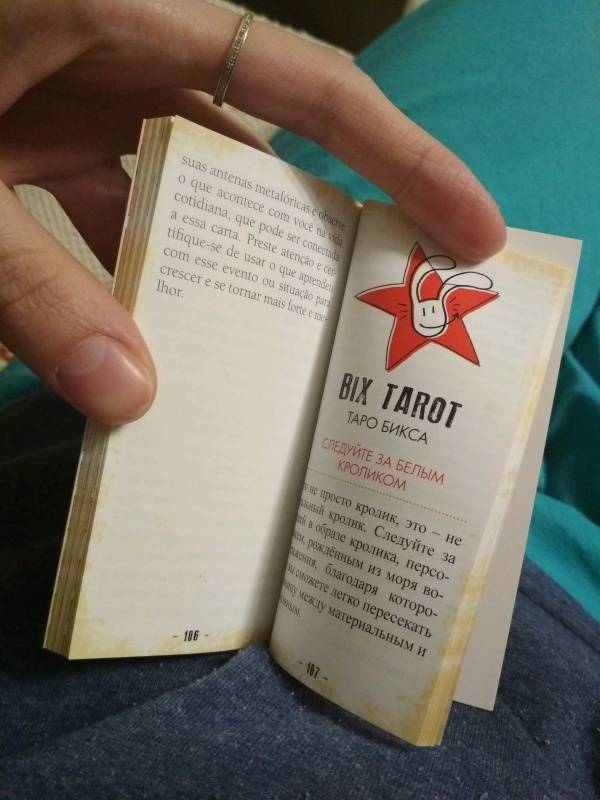 suas antenas metafóricas e observe
o que acontece com você na vida
cotidiana, que pode ser conectada
a essa carta. Preste atenção e cer-
tifique-se de usar o que aprendeu
com esse evento ou situação para
crescer e se tornar mais forte e me-
lhor.
- 106 -
BIX TAROT
ТАРО БИКСА
СЛЕДУЙТЕ ЗА БЕЛЫМ
КРОЛИКОМ
не просто кролик, это – не
кролик. Следуйте за
в образе кролика, персо-
рождённым из моря во-
благодаря которо-
сможете легко пересекать
между материальным и
- 107 -